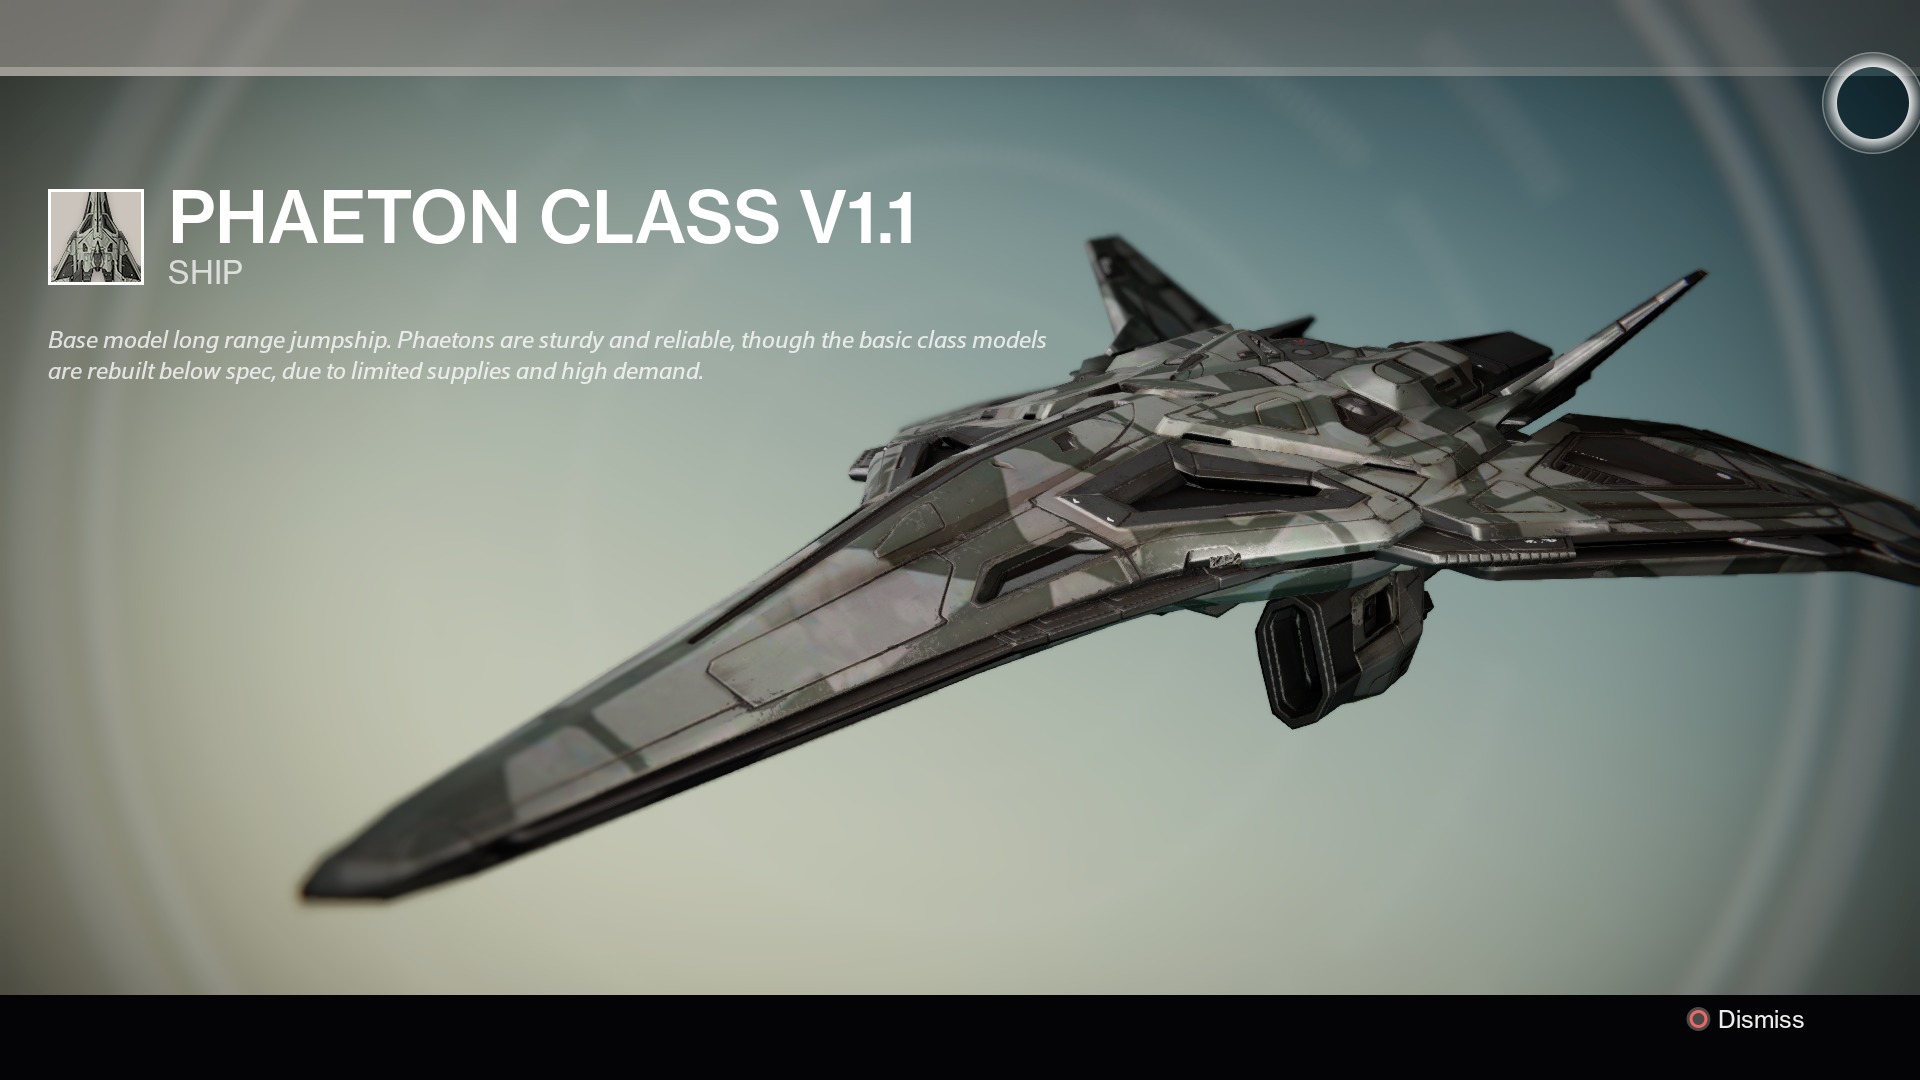 PHAETON CLASS V1.1
SHIP
Base model long range jumpship. Phaetons are sturdy and reliable, though the basic class models
are rebuilt below spec, due to limited supplies and high demand.
Dismiss